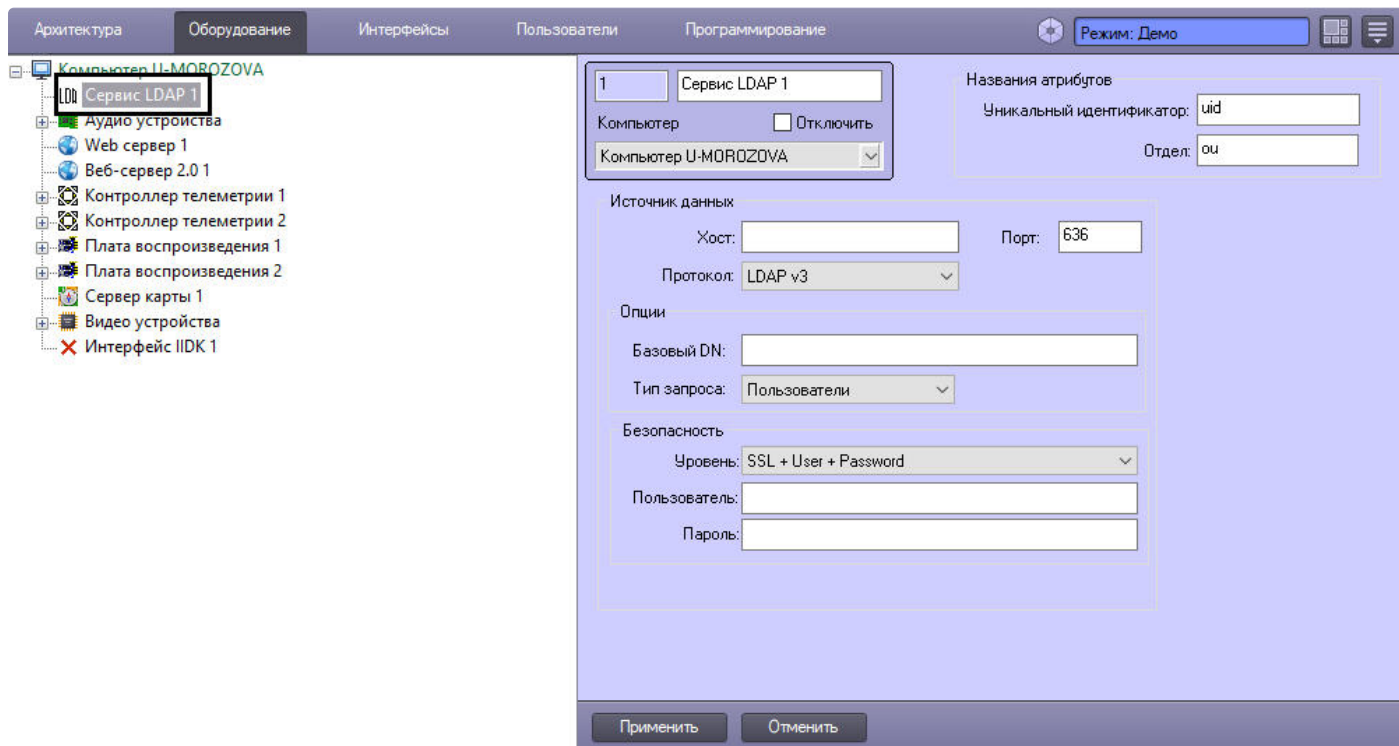 Архитектура Оборудование Интерфейсы Пользователи Программирование Режим: Демо
Компьютер U-MOROZOVA
Сервис LDAP 1
Аудио устройства
Web сервер 1
Веб-сервер 2.0 1
Контроллер телеметрии 1
Контроллер телеметрии 2
Плата воспроизведения 1
Плата воспроизведения 2
Сервер карты 1
Видео устройства
Интерфейс IIDK 1
1 Сервис LDAP 1
Компьютер Отключить
Компьютер U-MOROZOVA
Названия атрибутов
Уникальный идентификатор: uid
Отдел: ou
Источник данных
Хост: Порт: 636
Протокол: LDAP v3
Опции
Базовый DN:
Тип запроса: Пользователи
Безопасность
Уровень: SSL + User + Password
Пользователь:
Пароль:
Применить Отменить